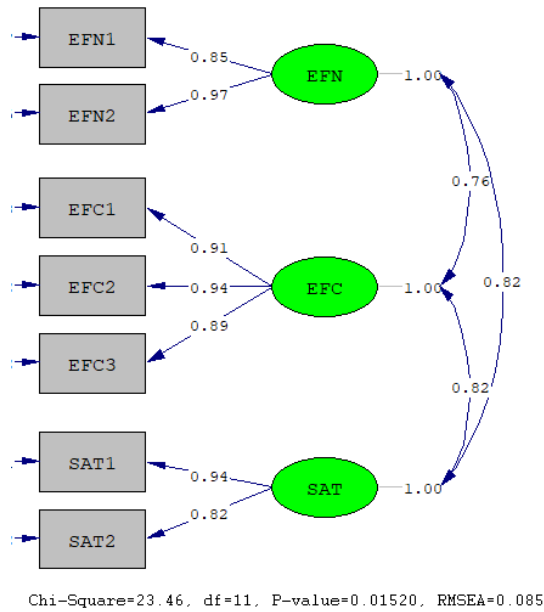 EFN1
0.85
EFN
1.00
0.97
EFN2
0.76
EFC1
0.91
EFC2
0.94
EFC
1.00
0.82
0.89
EFC3
0.82
SAT1
0.94
SAT
1.00
0.82
SAT2
Chi-Square=23.46, df=11, P-value=0.01520, RMSEA=0.085